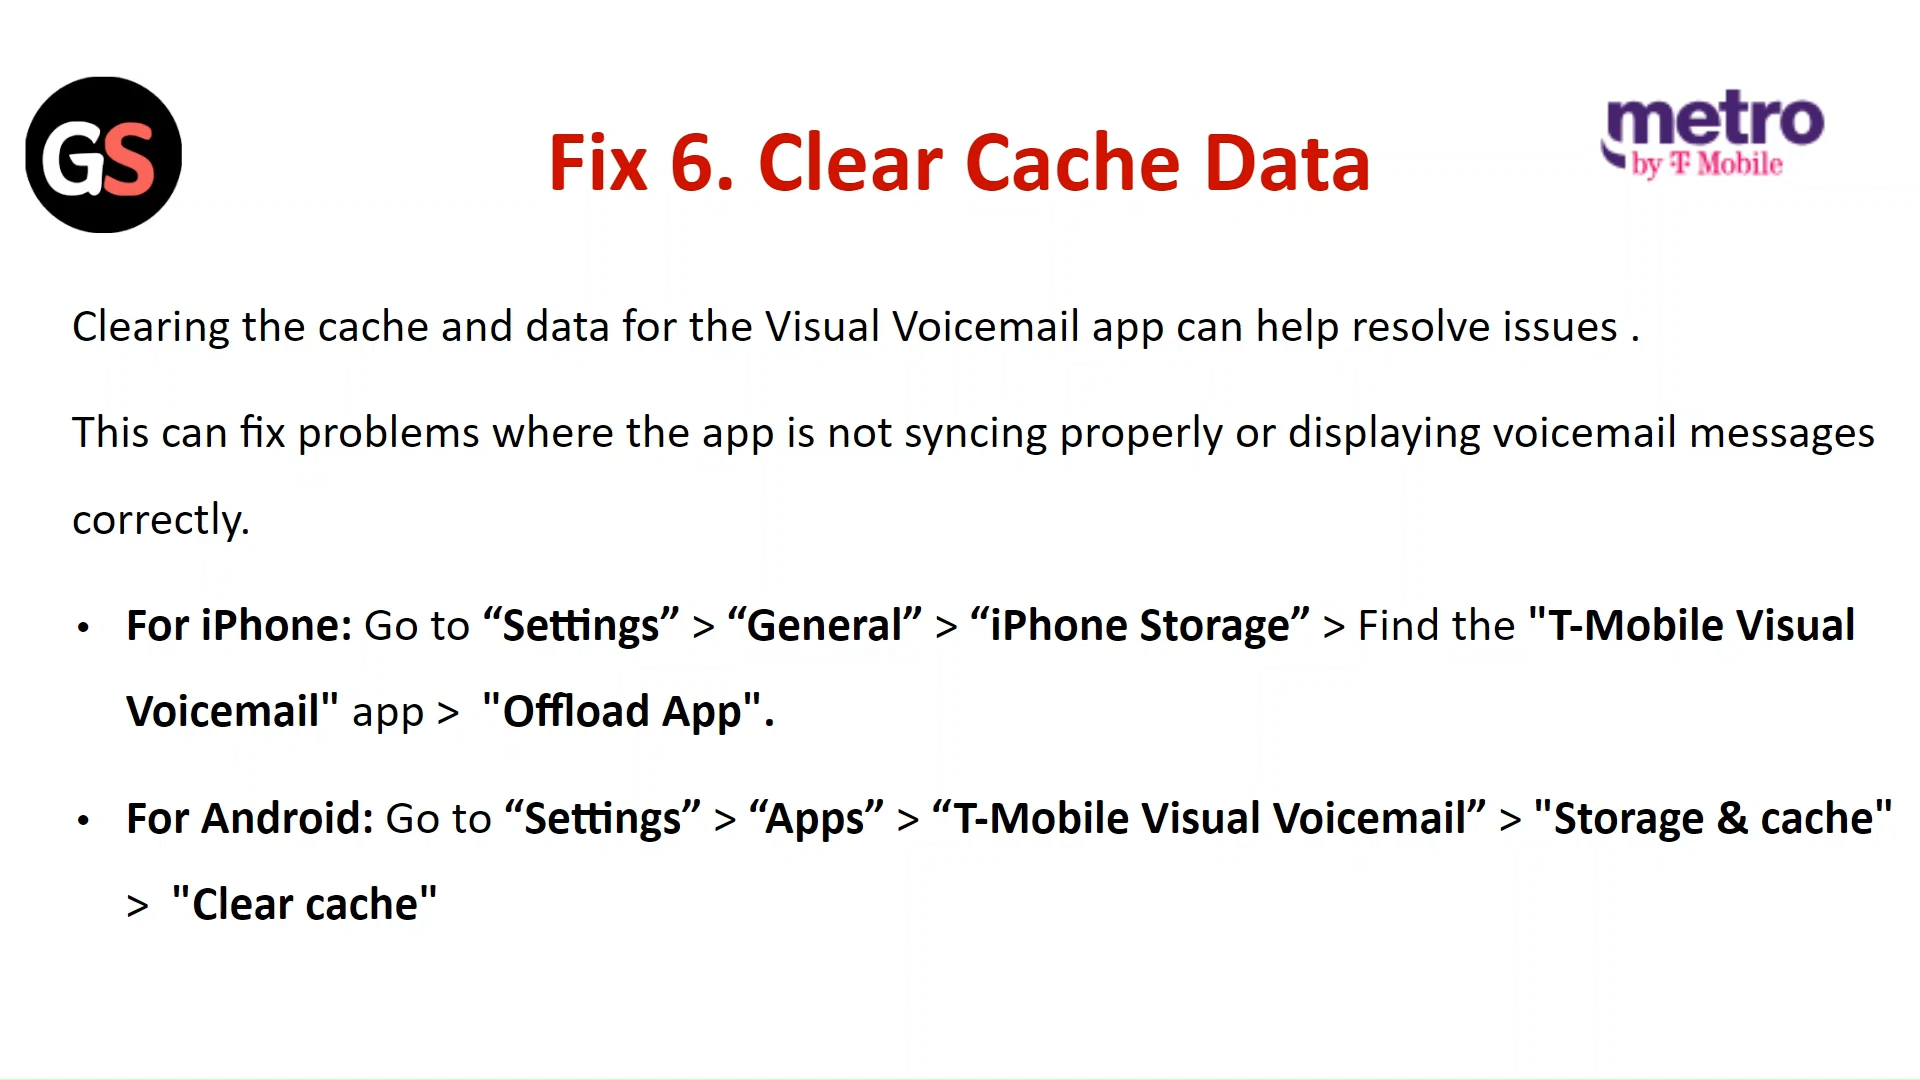 GS
metro
by T Mobile
Fix 6. Clear Cache Data
Clearing the cache and data for the Visual Voicemail app can help resolve issues .
This can fix problems where the app is not syncing properly or displaying voicemail messages
correctly.
• For iPhone: Go to “Settings” > “General” > “iPhone Storage” > Find the "T-Mobile Visual
Voicemail" app > "Offload App".
• For Android: Go to “Settings” > “Apps” > “T-Mobile Visual Voicemail” > "Storage & cache"
> "Clear cache"